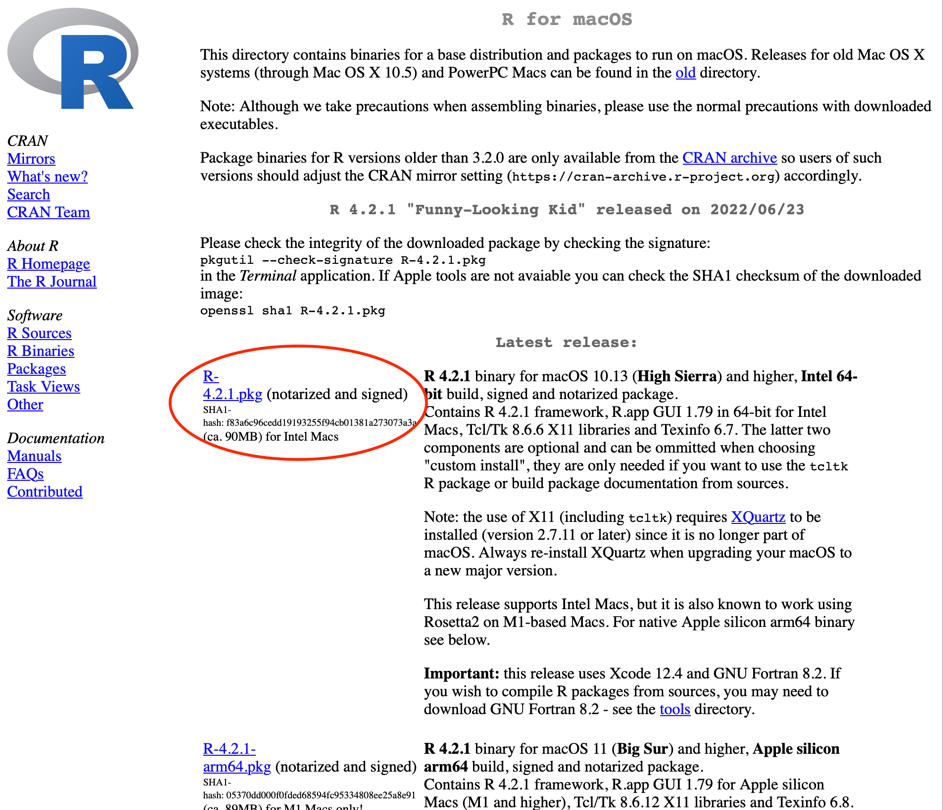 R
CRAN
Mirrors
What's new?
Search
CRAN Team
About R
R Homepage
The R Journal
Software
R Sources
R Binaries
Packages
Task Views
Other
Documentation
Manuals
FAQs
Contributed
R for macOS
This directory contains binaries for a base distribution and packages to run on macOS. Releases for old Mac OS X
systems (through Mac OS X 10.5) and PowerPC Macs can be found in the old directory.
Note: Although we take precautions when assembling binaries, please use the normal precautions with downloaded
executables.
Package binaries for R versions older than 3.2.0 are only available from the CRAN archive so users of such
versions should adjust the CRAN mirror setting (https://cran-archive.r-project.org) accordingly.
R 4.2.1 "Funny-Looking Kid" released on 2022/06/23
Please check the integrity of the downloaded package by checking the signature:
pkgutil --check-signature R-4.2.1.pkg
in the Terminal application. If Apple tools are not avaiable you can check the SHA1 checksum of the downloaded
image:
openssl sha1 R-4.2.1.pkg
Latest release:
R-
4.2.1.pkg (notarized and signed)
SHA1-
hash: f83a6c96cedd19193255f94cb01381a273073a3a
(ca. 90MB) for Intel Macs
R 4.2.1 binary for macOS 10.13 (High Sierra) and higher, Intel 64-
bit build, signed and notarized package.
Contains R 4.2.1 framework, R.app GUI 1.79 in 64-bit for Intel
Macs, Tcl/Tk 8.6.6 X11 libraries and Texinfo 6.7. The latter two
components are optional and can be ommitted when choosing
"custom install", they are only needed if you want to use the tcltk
R package or build package documentation from sources.
Note: the use of X11 (including tcltk) requires XQuartz to be
installed (version 2.7.11 or later) since it is no longer part of
macOS. Always re-install XQuartz when upgrading your macOS to
a new major version.
This release supports Intel Macs, but it is also known to work using
Rosetta2 on M1-based Macs. For native Apple silicon arm64 binary
see below.
Important: this release uses Xcode 12.4 and GNU Fortran 8.2. If
you wish to compile R packages from sources, you may need to
download GNU Fortran 8.2 - see the tools directory.
R-4.2.1-
arm64.pkg (notarized and signed)
SHA1-
hash: 05370dd000f0fded68594fc95334808ee25a8e91
(ca. 89MB) for M1 Macs only!
R 4.2.1 binary for macOS 11 (Big Sur) and higher, Apple silicon
arm64 build, signed and notarized package.
Contains R 4.2.1 framework, R.app GUI 1.79 for Apple silicon
Macs (M1 and higher), Tcl/Tk 8.6.12 X11 libraries and Texinfo 6.8.